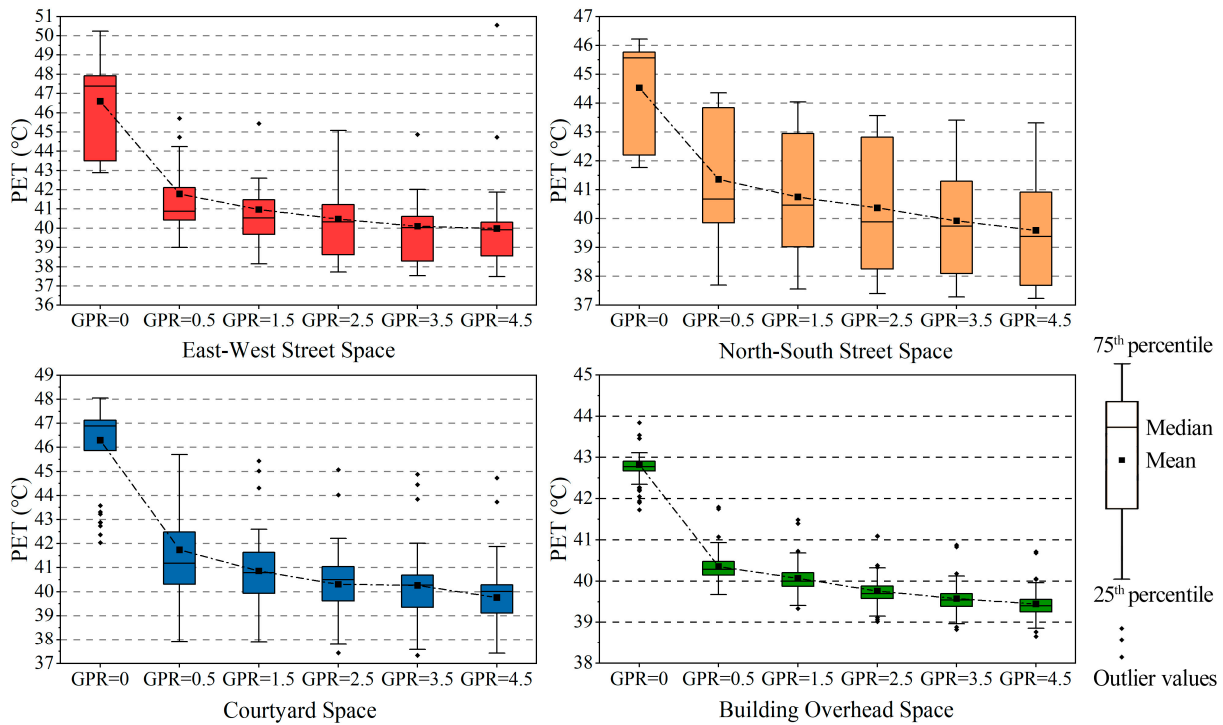 PET (°C)
51
50
49
48
47
46
45
44
43
42
41
40
39
38
37
36
GPR=0 GPR=0.5 GPR=1.5 GPR=2.5 GPR=3.5 GPR=4.5
East-West Street Space
PET (°C)
47
46
45
44
43
42
41
40
39
38
37
GPR=0 GPR=0.5 GPR=1.5 GPR=2.5 GPR=3.5 GPR=4.5
North-South Street Space
PET (°C)
49
48
47
46
45
44
43
42
41
40
39
38
37
GPR=0 GPR=0.5 GPR=1.5 GPR=2.5 GPR=3.5 GPR=4.5
Courtyard Space
PET (°C)
45
44
43
42
41
40
39
38
GPR=0 GPR=0.5 GPR=1.5 GPR=2.5 GPR=3.5 GPR=4.5
Building Overhead Space
75th percentile
Median
Mean
25th percentile
Outlier values